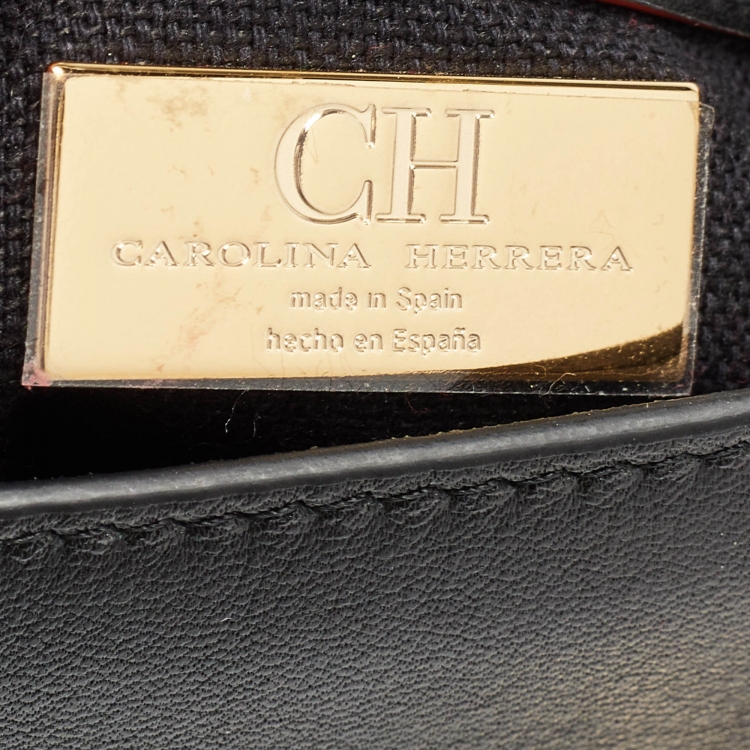 CH
CAROLINA HERRERA
made in Spain
hecho en España